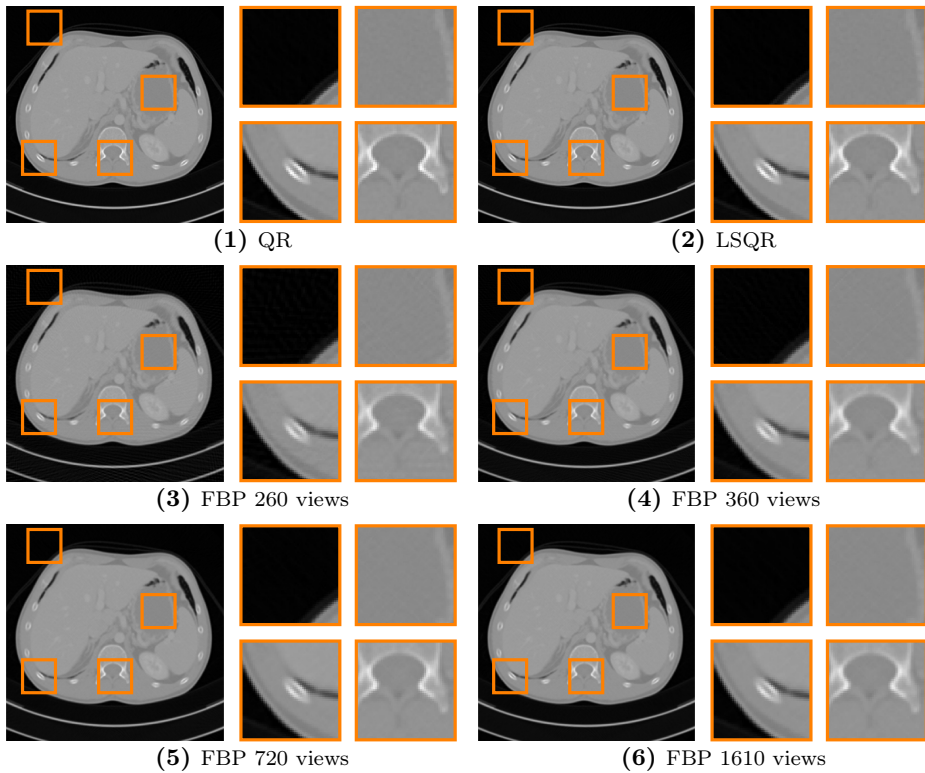 (1) QR
(2) LSQR
(3) FBP 260 views
(4) FBP 360 views
(5) FBP 720 views
(6) FBP 1610 views